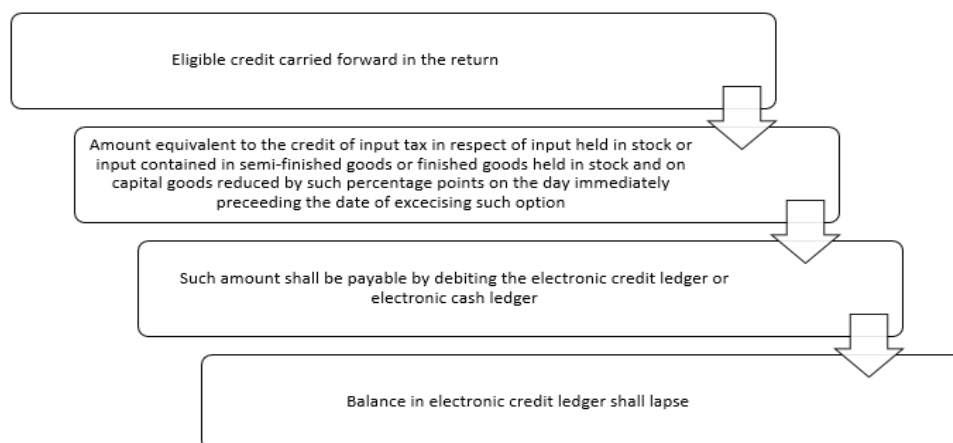 Eligible credit carried forward in the return
Amount equivalent to the credit of input tax in respect of input held in stock or
input contained in semi-finished goods or finished goods held in stock and on
capital goods reduced by such percentage points on the day immediately
preceeding the date of excecising such option
Such amount shall be payable by debiting the electronic credit ledger or
electronic cash ledger
Balance in electronic credit ledger shall lapse